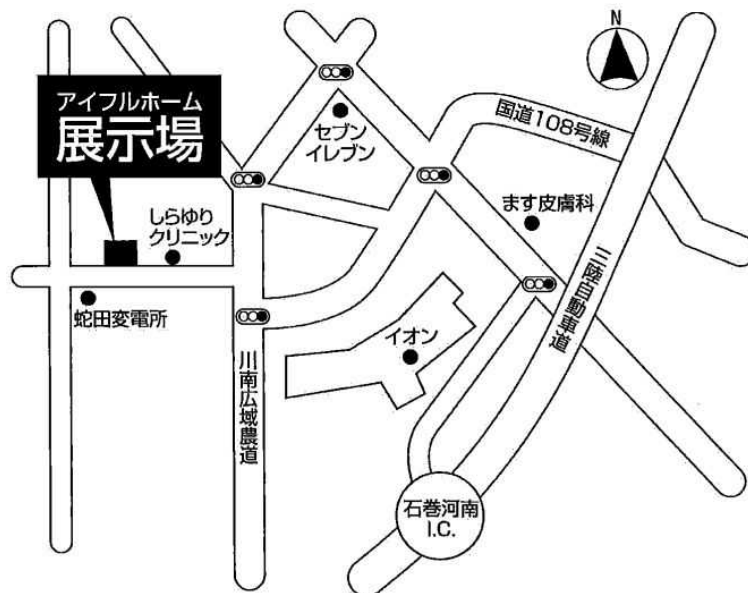 N
アイフルホーム
展示場
セブン
イレブン
国道108号線
しらゆり
クリニック
ます皮膚科
蛇田変電所
イオン
三陸自動車道
川南広域農道
石巻河南
I.C.